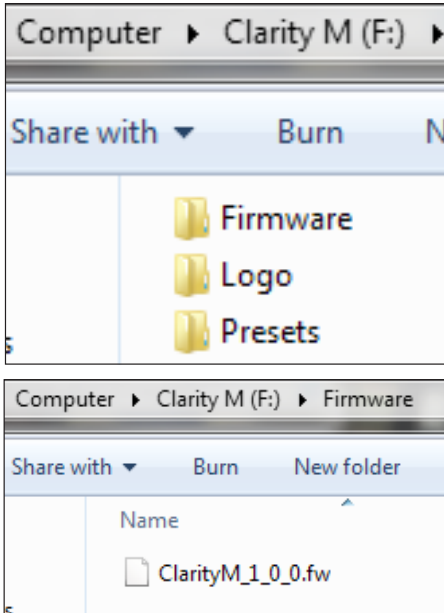 Computer ▸ Clarity M (F:) ▸
Share with ▾ Burn
Firmware
Logo
Presets
Computer ▸ Clarity M (F:) ▸ Firmware
Share with ▾ Burn New folder
Name
ClarityM_1_0_0.fw